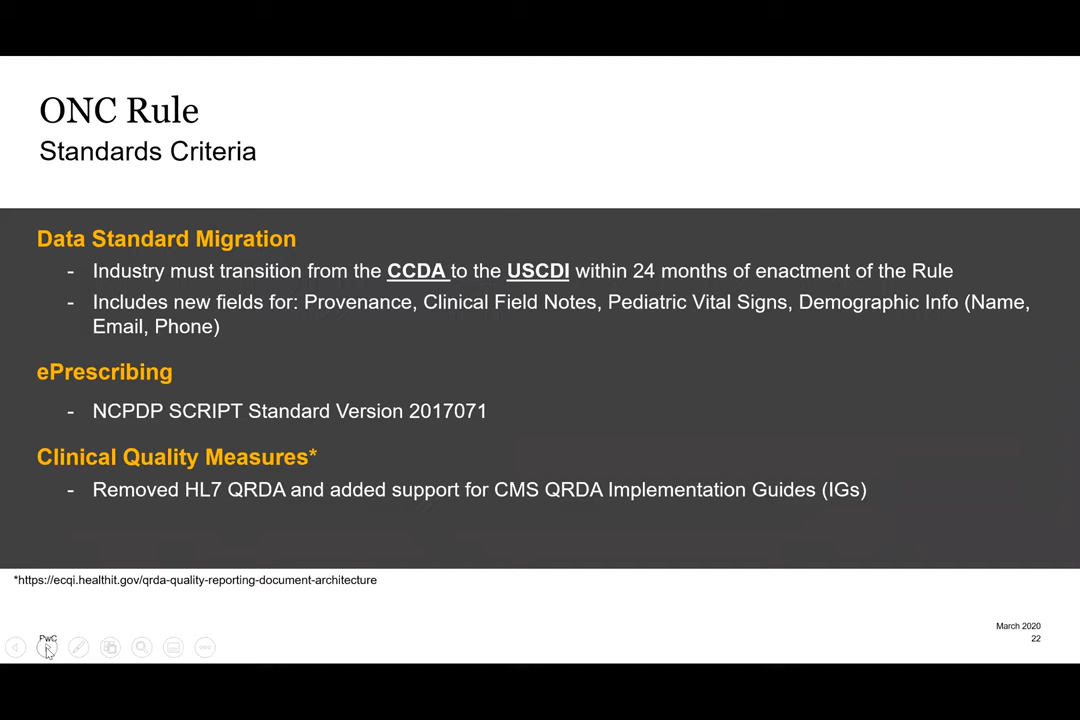 ONC Rule
Standards Criteria
Data Standard Migration
- Industry must transition from the CCDA to the USCDI within 24 months of enactment of the Rule
- Includes new fields for: Provenance, Clinical Field Notes, Pediatric Vital Signs, Demographic Info (Name,
Email, Phone)
ePrescribing
- NCPDP SCRIPT Standard Version 2017071
Clinical Quality Measures*
- Removed HL7 QRDA and added support for CMS QRDA Implementation Guides (IGs)
*https://ecqi.healthit.gov/qrda-quality-reporting-document-architecture
PwC
March 2020
22